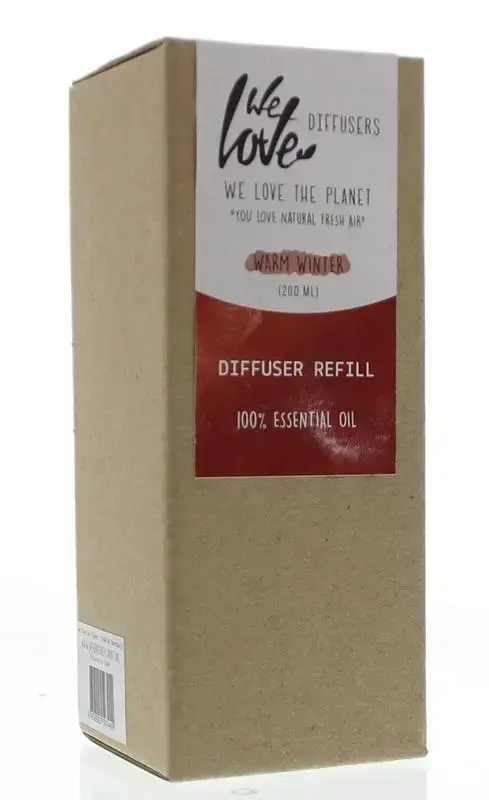 We
love
DIFFUSERS
WE LOVE THE PLANET
"YOU LOVE NATURAL FRESH AIR"
WARM WINTER
(200 ML)
DIFFUSER REFILL
100% ESSENTIAL OIL